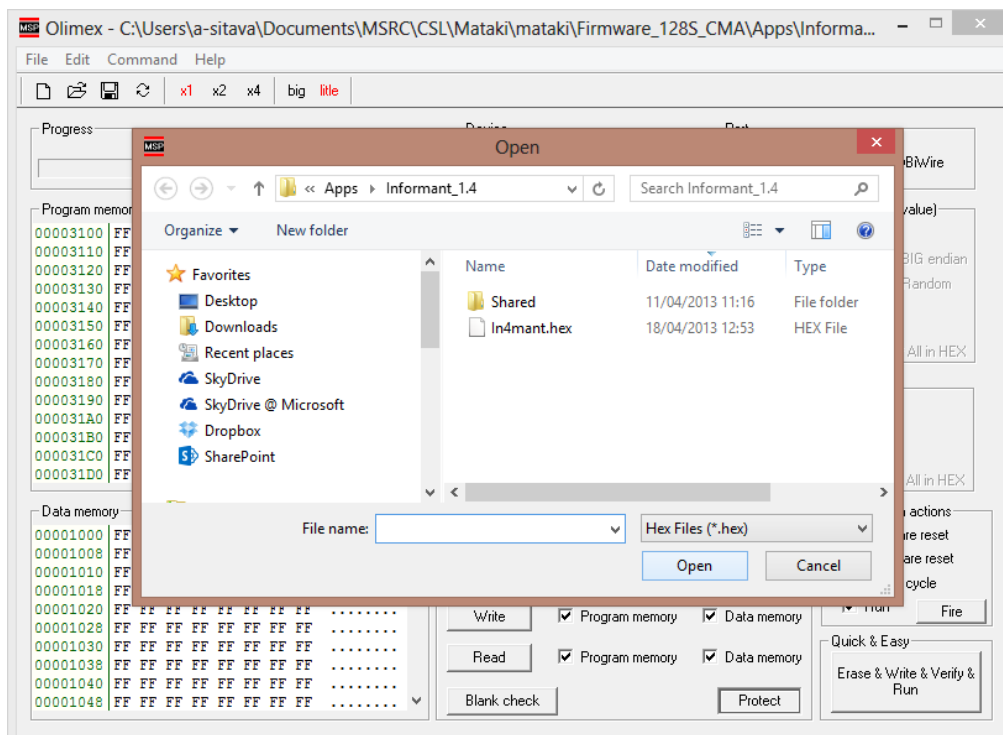 MSP Olimex - C:\Users\a-sitava\Documents\MSRC\CSL\Mataki\mataki\Firmware_128S_CMA\Apps\Informa...
File Edit Command Help
x1 x2 x4 big litle
Progress
BiWire
MSP Open
« Apps Informant_1.4 Search Informant_1.4
Organize New folder
Name Date modified Type
Favorites
Desktop
Downloads
Recent places
SkyDrive
SkyDrive @ Microsoft
Dropbox
SharePoint
Shared 11/04/2013 11:16 File folder
In4mant.hex 18/04/2013 12:53 HEX File
File name: Hex Files (*.hex)
Open Cancel
Program memor
value)
00003100 FF
00003110 FF
00003120 FF
00003130 FF
00003140 FF
00003150 FF
00003160 FF
00003170 FF
00003180 FF
00003190 FF
000031A0 FF
000031B0 FF
000031C0 FF
000031D0 FF
BIG endian
Random
All in HEX
All in HEX
Data memory
actions
00001000 FF
00001008 FF
00001010 FF
00001018 FF
00001020 FF FF FF FF FF FF FF FF ........
00001028 FF FF FF FF FF FF FF FF ........
00001030 FF FF FF FF FF FF FF FF ........
00001038 FF FF FF FF FF FF FF FF ........
00001040 FF FF FF FF FF FF FF FF ........
00001048 FF FF FF FF FF FF FF FF ........
re reset
are reset
cycle
Run Fire
Write Program memory Data memory
Read Program memory Data memory
Blank check Protect
Quick & Easy
Erase & Write & Verify &
Run